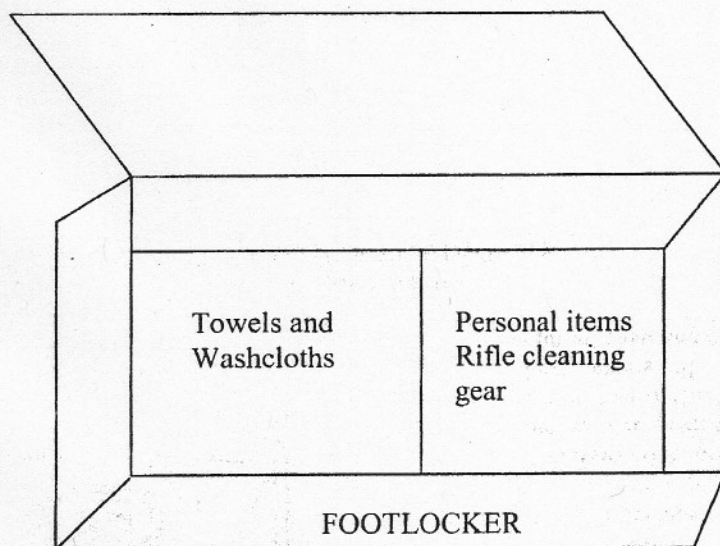 Towels and
Washcloths
Personal items
Rifle cleaning
gear
FOOTLOCKER